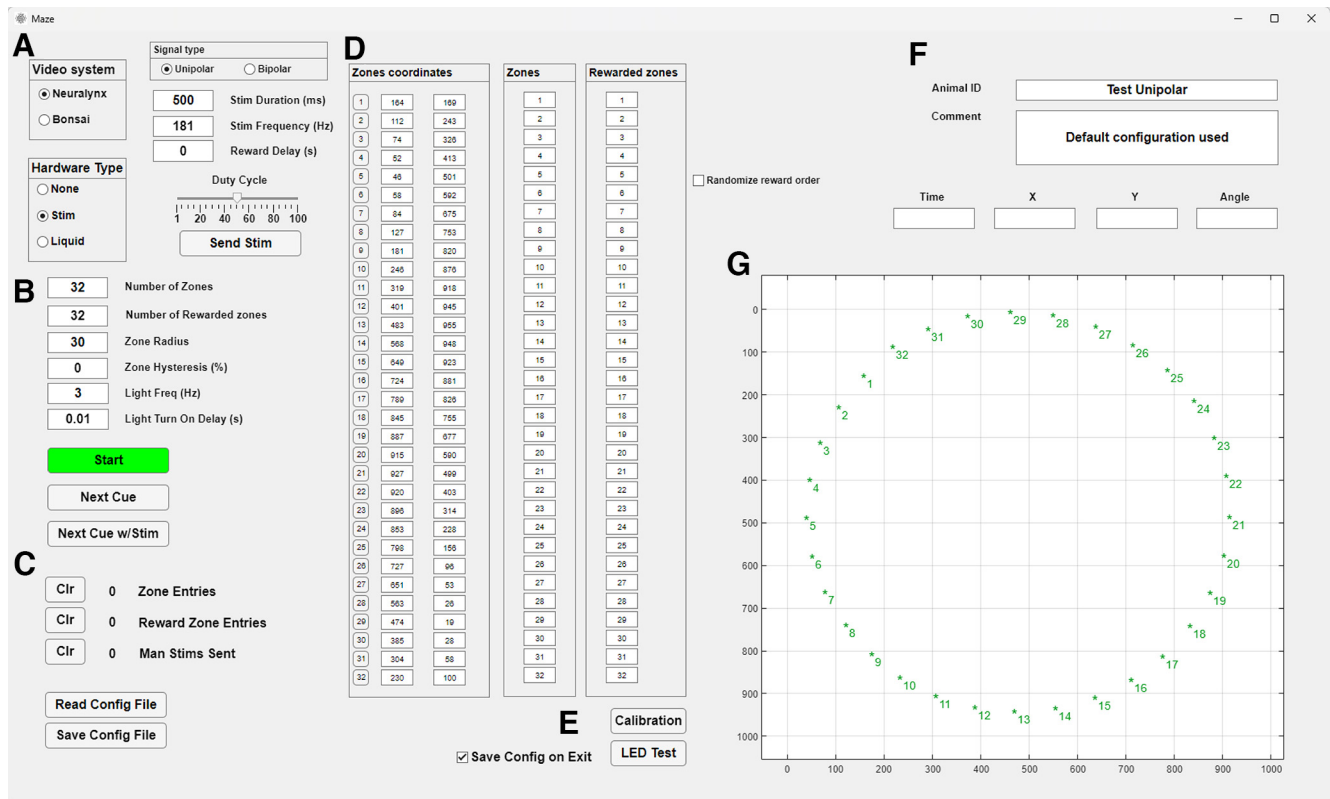 Maze
A
Video system
Neuralynx
Bonsai
Signal type
Unipolar Bipolar
500 Stim Duration (ms)
181 Stim Frequency (Hz)
0 Reward Delay (s)
Hardware Type
None
Stim
Liquid
Duty Cycle
1 20 40 60 80 100
Send Stim
B
32 Number of Zones
32 Number of Rewarded zones
30 Zone Radius
0 Zone Hysteresis (%)
3 Light Freq (Hz)
0.01 Light Turn On Delay (s)
Start
Next Cue
Next Cue w/Stim
C
Clr 0 Zone Entries
Clr 0 Reward Zone Entries
Clr 0 Man Stims Sent
Read Config File
Save Config File
D
Zones coordinates Zones Rewarded zones
1 164 169 1 1
2 112 243 2 2
3 74 326 3 3
4 52 413 4 4
5 46 501 5 5
6 58 592 6 6
7 84 675 7 7
8 127 753 8 8
9 181 820 9 9
10 246 876 10 10
11 319 918 11 11
12 401 945 12 12
13 483 955 13 13
14 568 948 14 14
15 649 923 15 15
16 724 881 16 16
17 789 826 17 17
18 845 755 18 18
19 887 677 19 19
20 915 590 20 20
21 927 499 21 21
22 920 403 22 22
23 896 314 23 23
24 853 228 24 24
25 798 156 25 25
26 727 96 26 26
27 651 53 27 27
28 563 26 28 28
29 474 19 29 29
30 385 28 30 30
31 304 58 31 31
32 230 100 32 32
Randomize reward order
E
Calibration
Save Config on Exit
LED Test
F
Animal ID Test Unipolar
Comment Default configuration used
Time X Y Angle
G
0
100
200
300
400
500
600
700
800
900
1000
0 100 200 300 400 500 600 700 800 900 1000
1
2
3
4
5
6
7
8
9
10
11
12
13
14
15
16
17
18
19
20
21
22
23
24
25
26
27
28
29
30
31
32